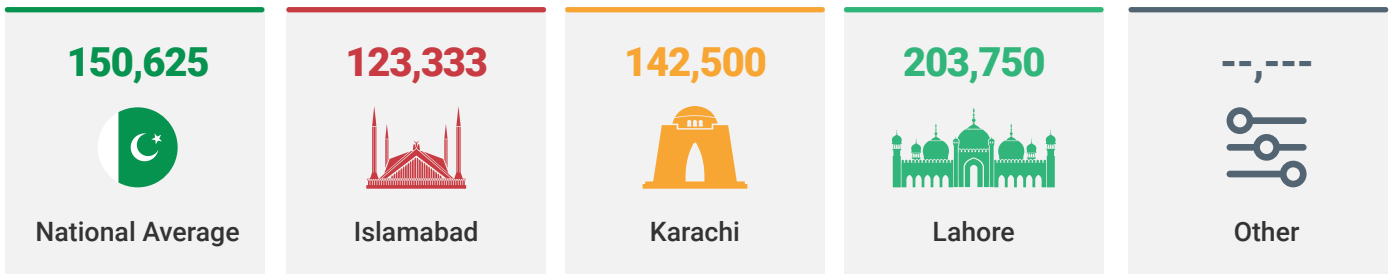 150,625
National Average
123,333
Islamabad
142,500
Karachi
203,750
Lahore
--,---
Other